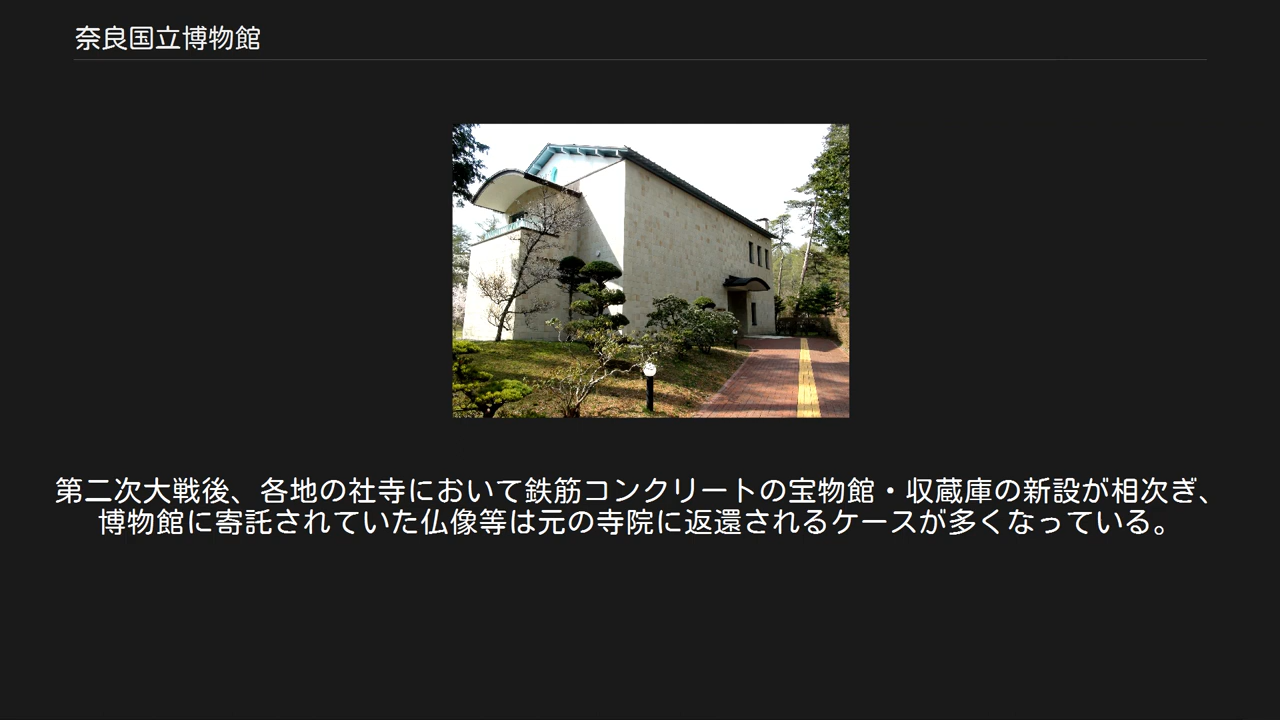 奈良国立博物館
第二次大戦後、各地の社寺において鉄筋コンクリートの宝物館・収蔵庫の新設が相次ぎ、
博物館に寄託されていた仏像等は元の寺院に返還されるケースが多くなっている。